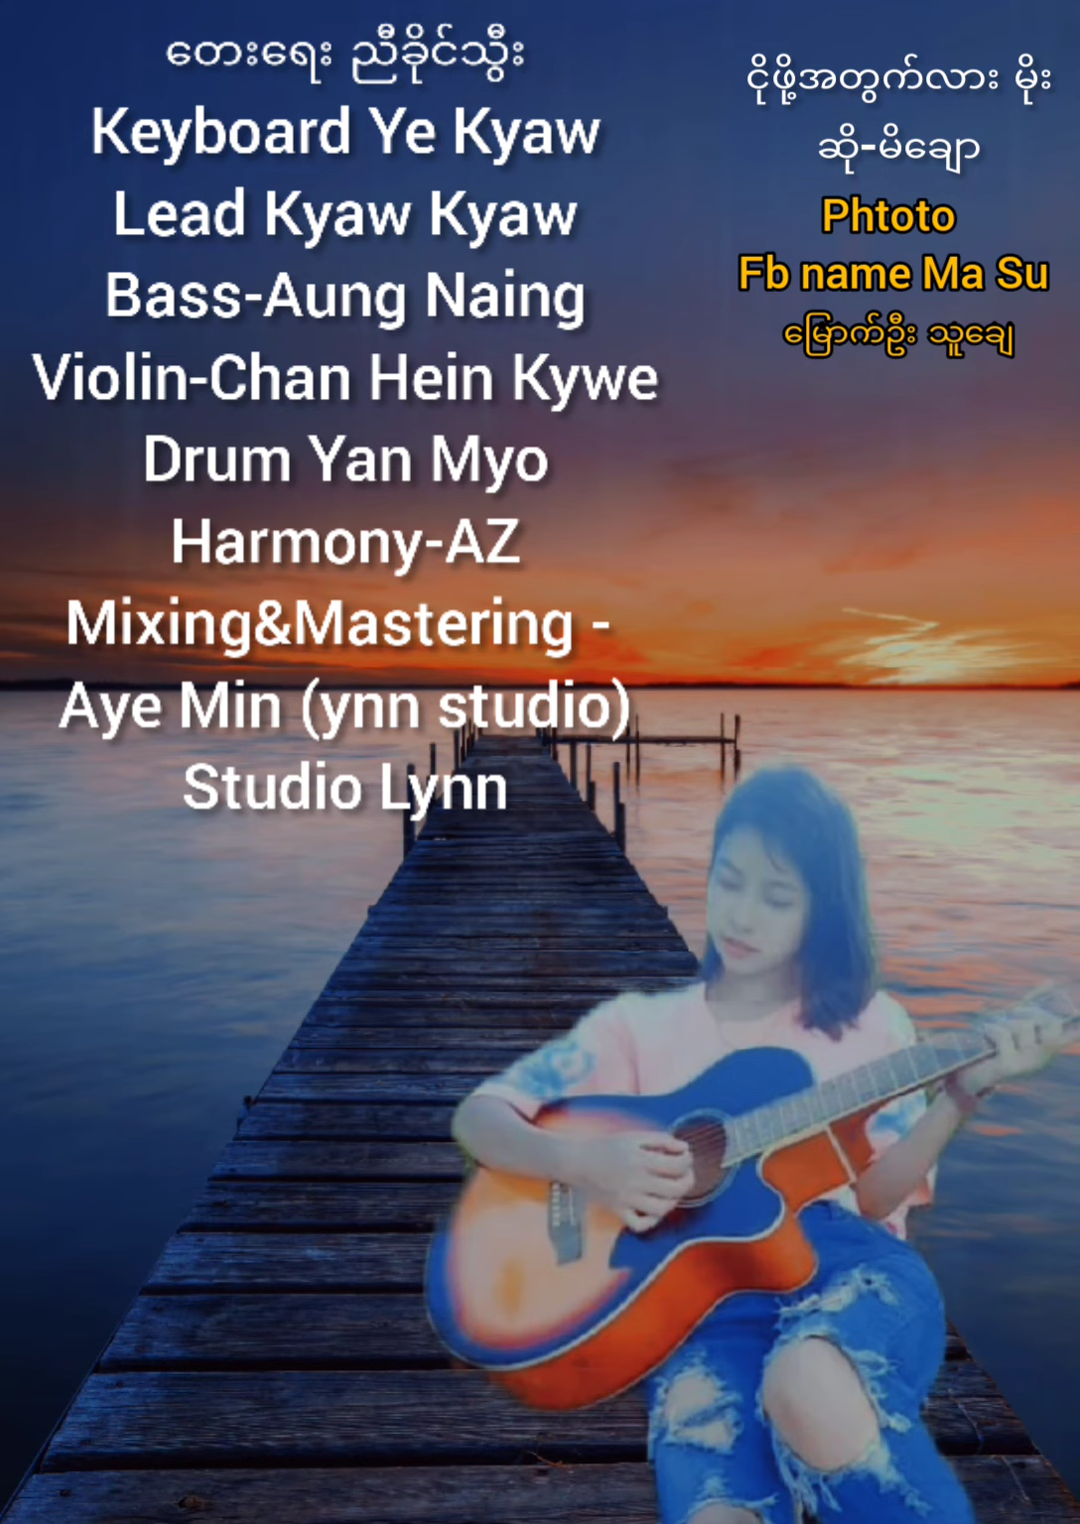 တေးရေး ညီခိုင်သွီး
Keyboard Ye Kyaw
Lead Kyaw Kyaw
Bass-Aung Naing
Violin-Chan Hein Kywe
Drum Yan Myo
Harmony-AZ
Mixing&Mastering -
Aye Min (ynn studio)
Studio Lynn
ငိုဖို့အတွက်လား မိုး
ဆို-မိချော
Phtoto
Fb name Ma Su
မြောက်ဦး သူချေ